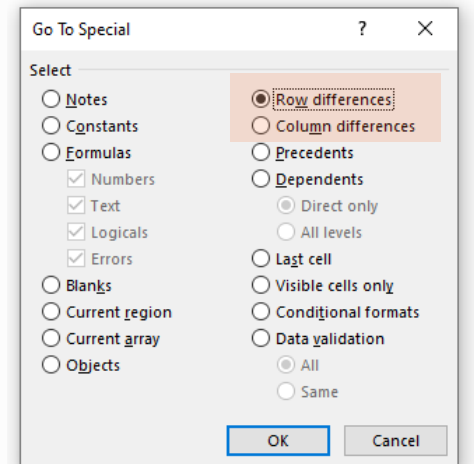 Go To Special
?
Select
Notes
Constants
Formulas
Numbers
Text
Logicals
Errors
Blanks
Current region
Current array
Objects
Row differences
Column differences
Precedents
Dependents
Direct only
All levels
Last cell
Visible cells only
Conditional formats
Data validation
All
Same
OK
Cancel